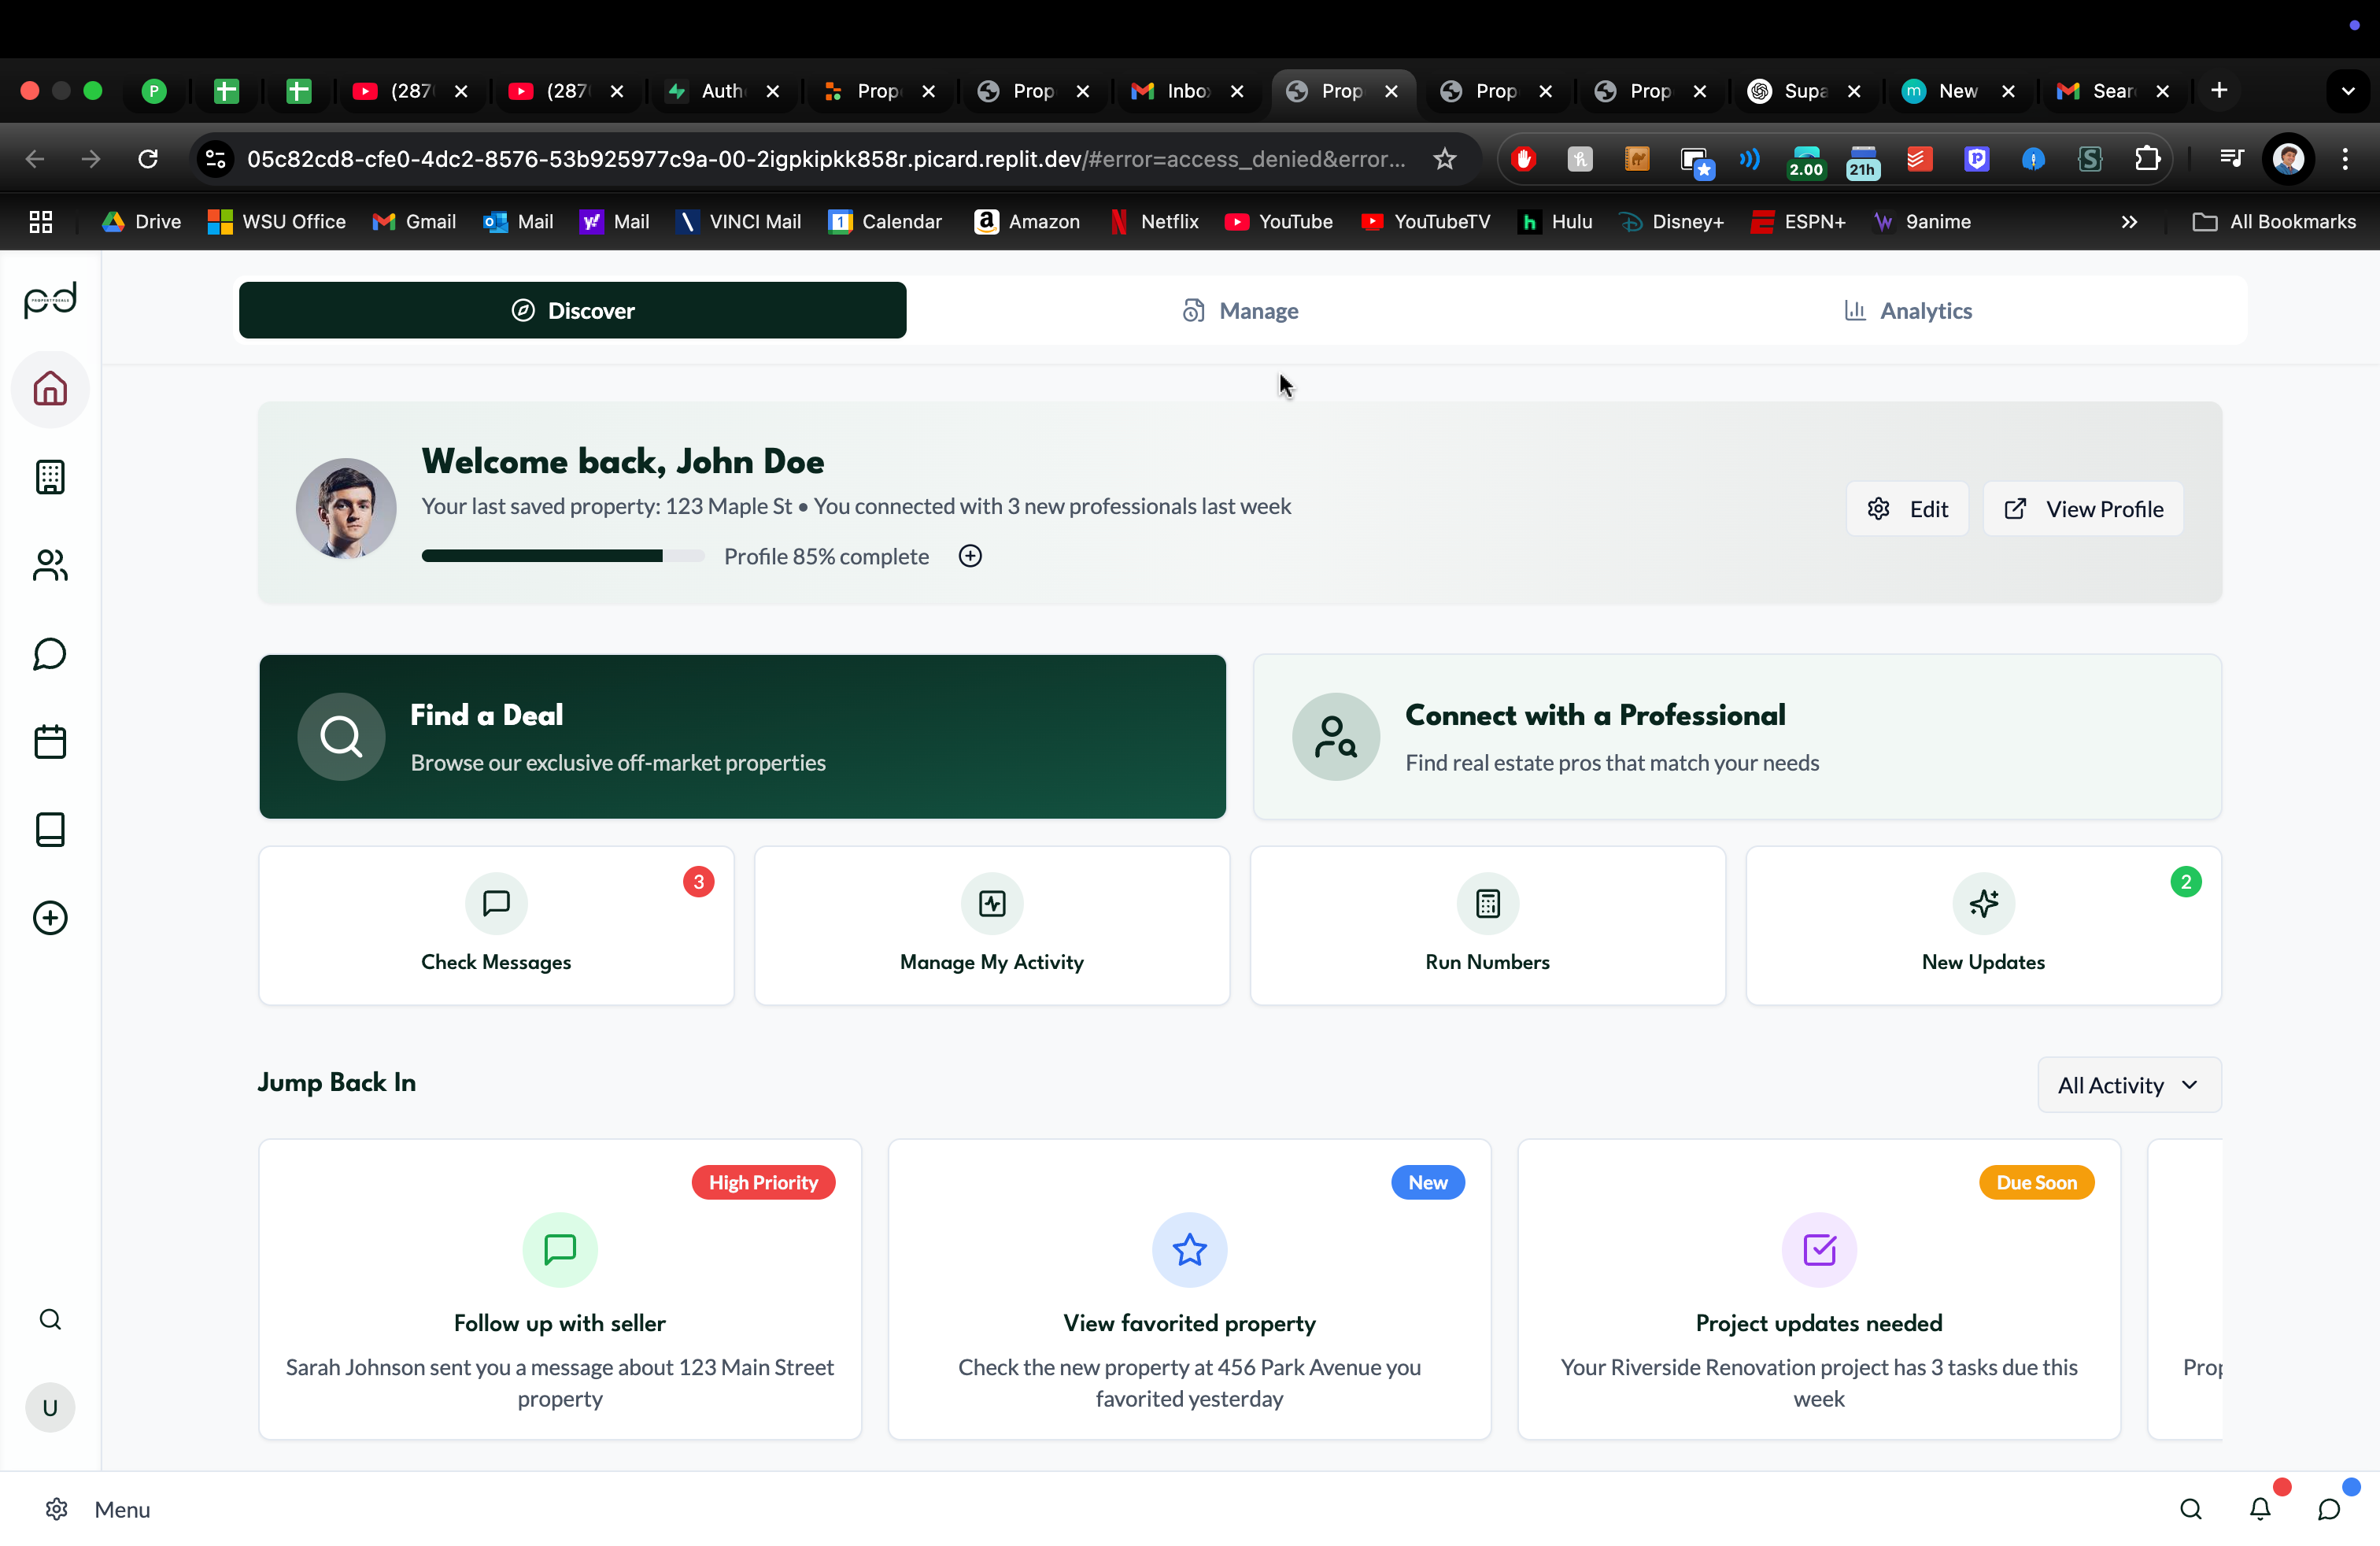 P
(287
(287
Auth
Prop
Prop
Inbo
Prop
Prop
Prop
Supa
m
New
Sear
05c82cd8-cfe0-4dc2-8576-53b925977c9a-00-2igpkipkk858r.picard.replit.dev/#error=access_denied&error...
2.00
21h
Drive
WSU Office
Gmail
Mail
Mail
VINCI Mail
Calendar
Amazon
Netflix
YouTube
YouTubeTV
Hulu
Disney+
ESPN+
9anime
All Bookmarks
pd
Discover
Manage
Analytics
Welcome back, John Doe
Your last saved property: 123 Maple St • You connected with 3 new professionals last week
Profile 85% complete
Edit
View Profile
Find a Deal
Browse our exclusive off-market properties
Connect with a Professional
Find real estate pros that match your needs
3
Check Messages
Manage My Activity
Run Numbers
2
New Updates
Jump Back In
All Activity
High Priority
Follow up with seller
Sarah Johnson sent you a message about 123 Main Street
property
New
View favorited property
Check the new property at 456 Park Avenue you
favorited yesterday
Due Soon
Project updates needed
Your Riverside Renovation project has 3 tasks due this
week
Prop
U
Menu